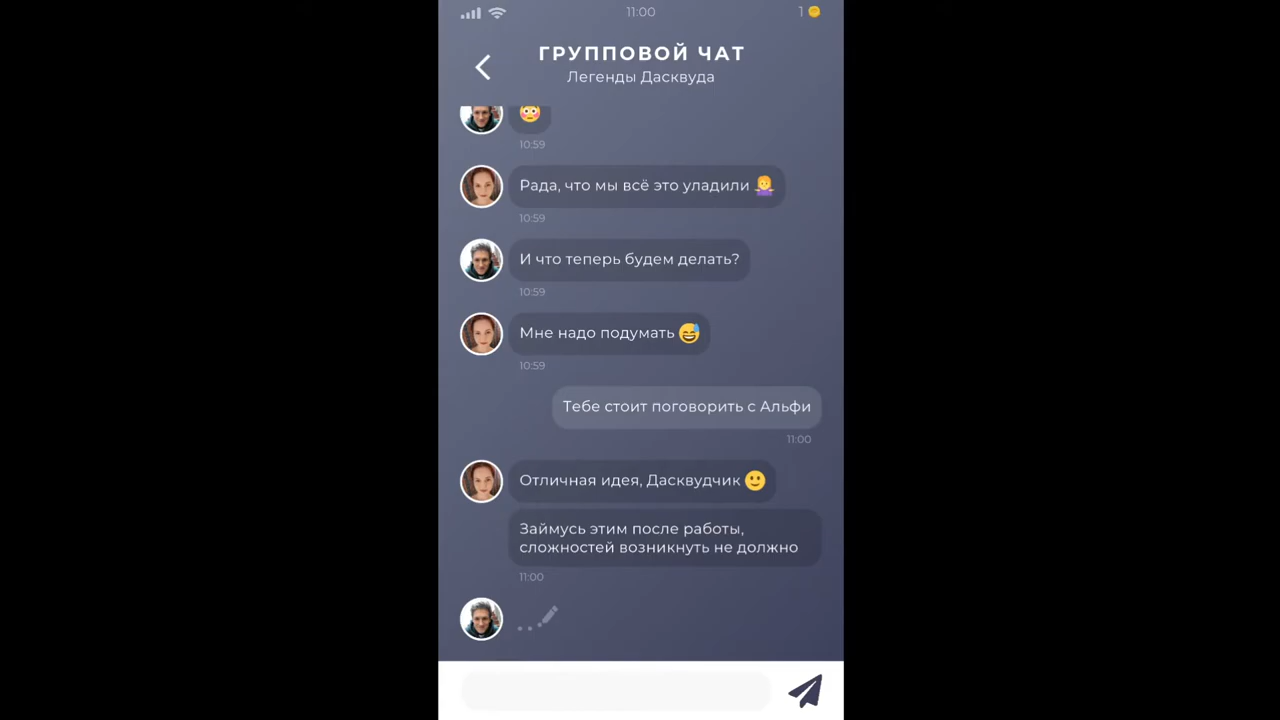 11:00
1
ГРУППОВОЙ ЧАТ
Легенды Дасквуда
10:59
Рада, что мы всё это уладили
10:59
И что теперь будем делать?
10:59
Мне надо подумать
10:59
Тебе стоит поговорить с Альфи
11:00
Отличная идея, Дасквудчик
Займусь этим после работы,
сложностей возникнуть не должно
11:00